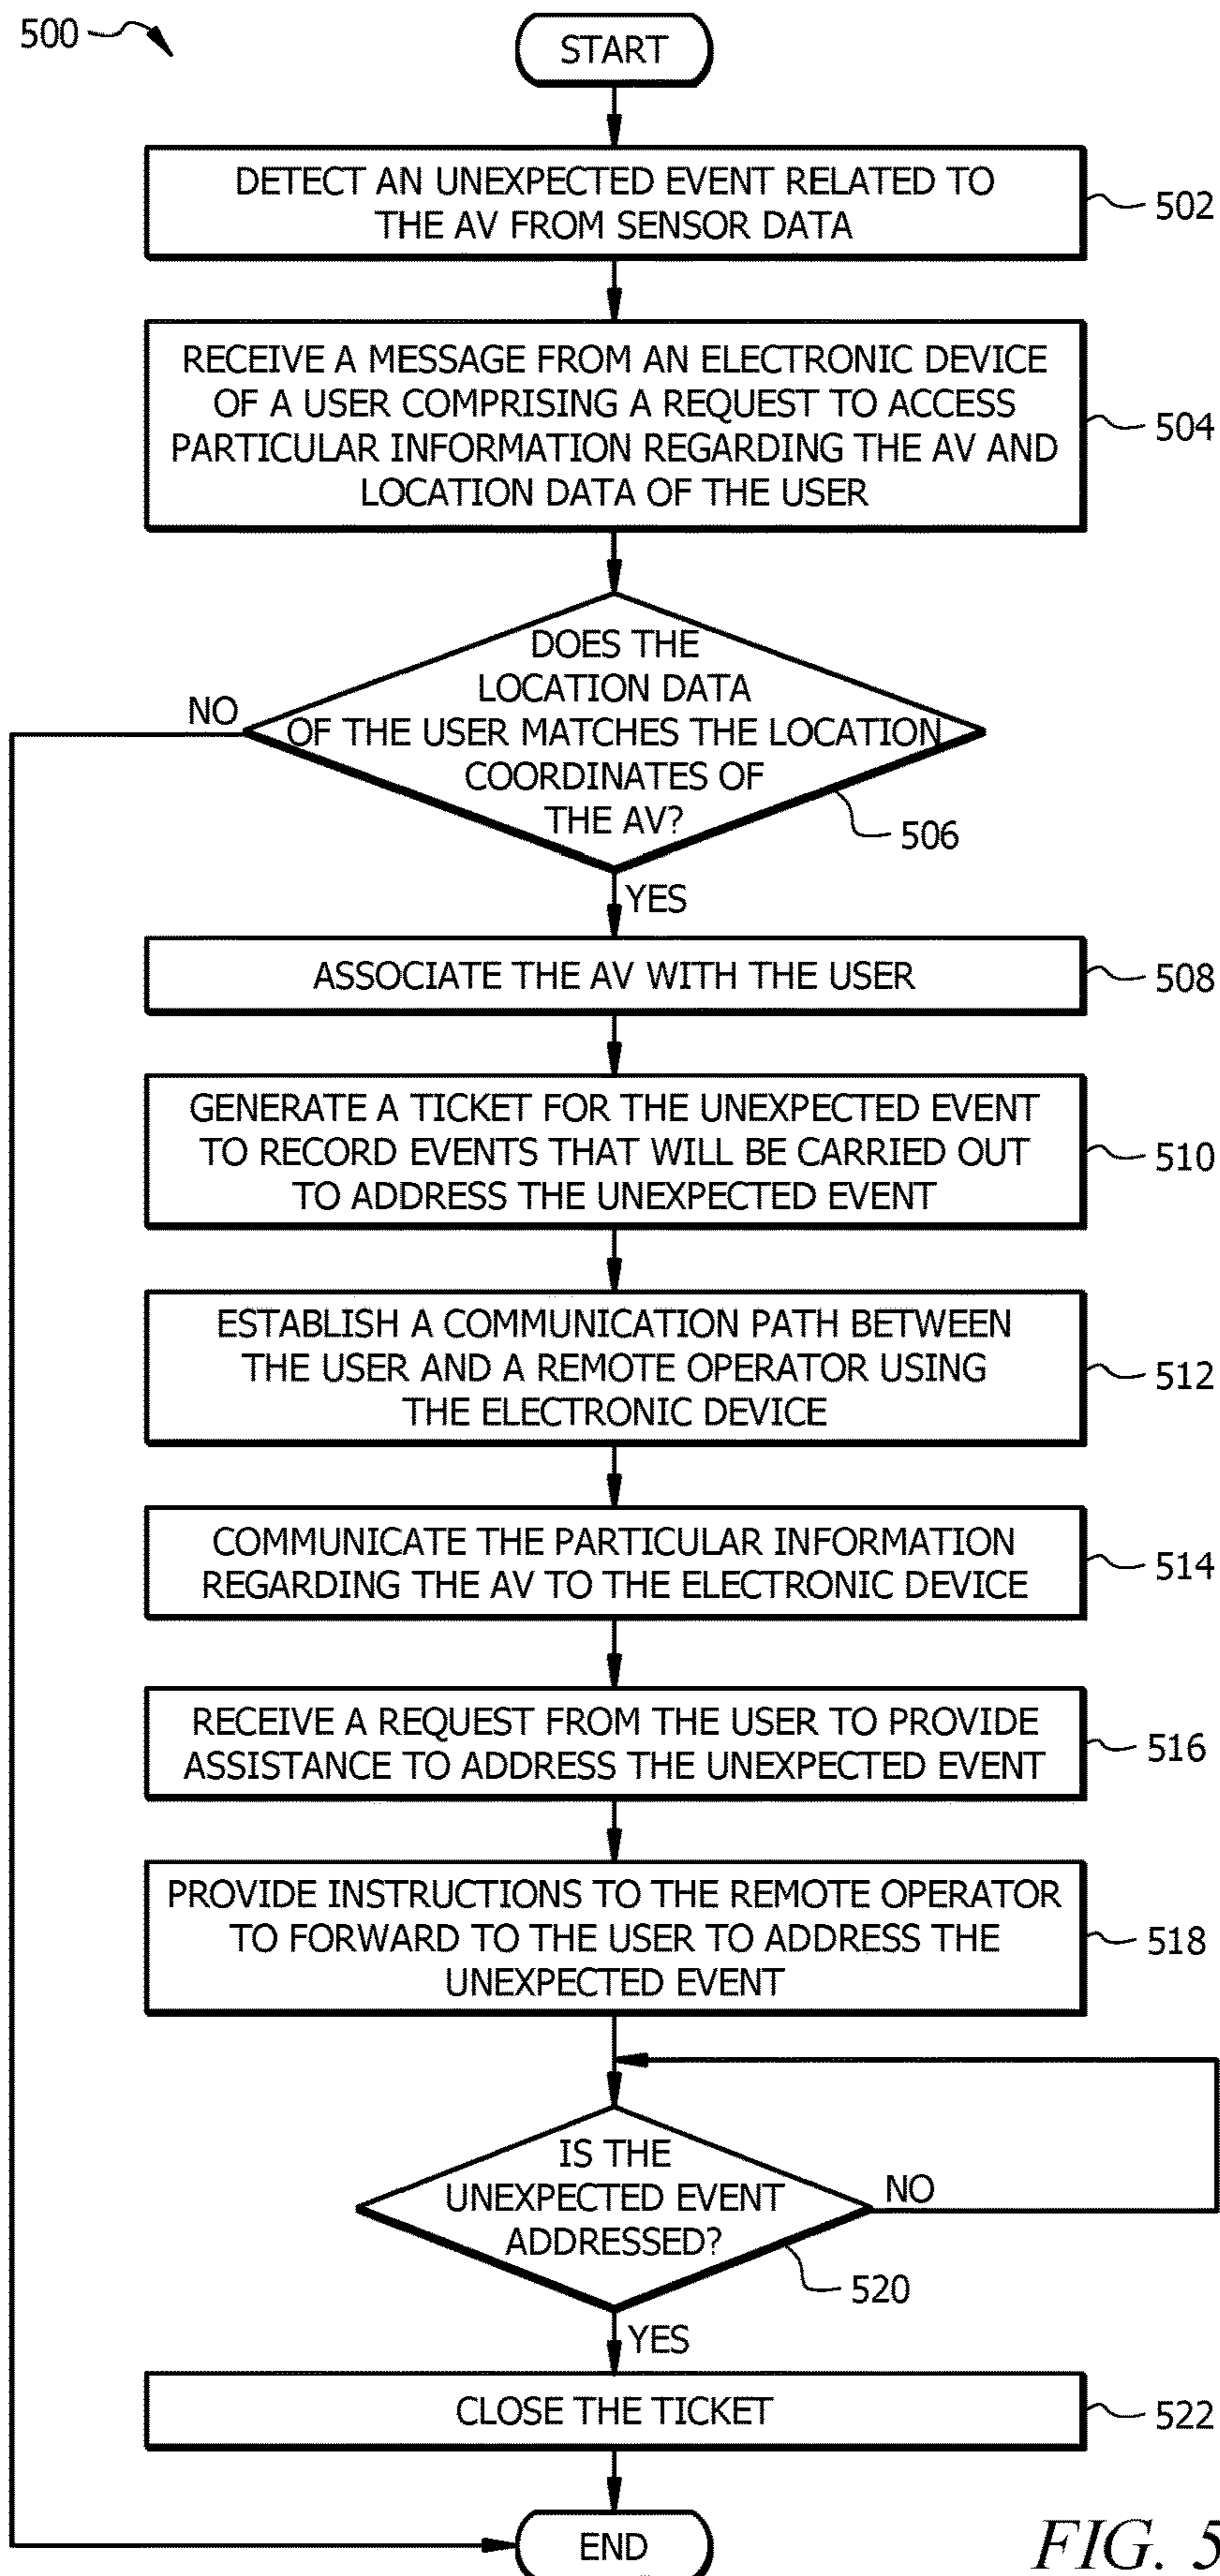 500
START
DETECT AN UNEXPECTED EVENT RELATED TO
THE AV FROM SENSOR DATA
502
RECEIVE A MESSAGE FROM AN ELECTRONIC DEVICE
OF A USER COMPRISING A REQUEST TO ACCESS
PARTICULAR INFORMATION REGARDING THE AV AND
LOCATION DATA OF THE USER
504
DOES THE
LOCATION DATA
OF THE USER MATCHES THE LOCATION
COORDINATES OF
THE AV?
NO
506
YES
ASSOCIATE THE AV WITH THE USER
508
GENERATE A TICKET FOR THE UNEXPECTED EVENT
TO RECORD EVENTS THAT WILL BE CARRIED OUT
TO ADDRESS THE UNEXPECTED EVENT
510
ESTABLISH A COMMUNICATION PATH BETWEEN
THE USER AND A REMOTE OPERATOR USING
THE ELECTRONIC DEVICE
512
COMMUNICATE THE PARTICULAR INFORMATION
REGARDING THE AV TO THE ELECTRONIC DEVICE
514
RECEIVE A REQUEST FROM THE USER TO PROVIDE
ASSISTANCE TO ADDRESS THE UNEXPECTED EVENT
516
PROVIDE INSTRUCTIONS TO THE REMOTE OPERATOR
TO FORWARD TO THE USER TO ADDRESS THE
UNEXPECTED EVENT
518
IS THE
UNEXPECTED EVENT
ADDRESSED?
NO
520
YES
CLOSE THE TICKET
522
END
FIG. 5